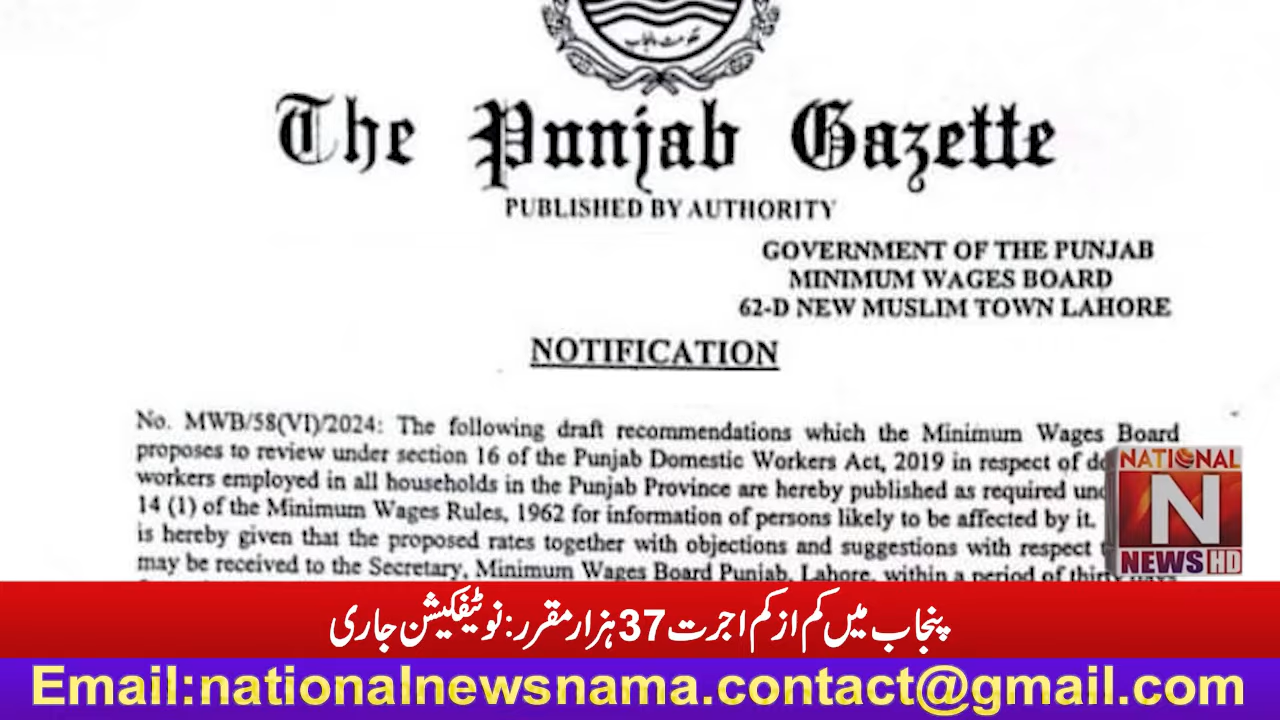 حکومت پنجاب
The Punjab Gazette
PUBLISHED BY AUTHORITY
GOVERNMENT OF THE PUNJAB
MINIMUM WAGES BOARD
62-D NEW MUSLIM TOWN LAHORE
NOTIFICATION
No. MWB/58(VI)/2024: The following draft recommendations which the Minimum Wages Board
proposes to review under section 16 of the Punjab Domestic Workers Act, 2019 in respect of
workers employed in all households in the Punjab Province are hereby published as required
14 (1) of the Minimum Wages Rules, 1962 for information of persons likely to be affected by it.
is hereby given that the proposed rates together with objections and suggestions with respect
may be received to the Secretary, Minimum Wages Board Punjab, Lahore, within a period of thirty days
NATIONAL
N
NEWS HD
پنجاب میں کم از کم اجرت 37 ہزار مقرر: نوٹیفکیشن جاری
Email:nationalnewsnama.contact@gmail.com